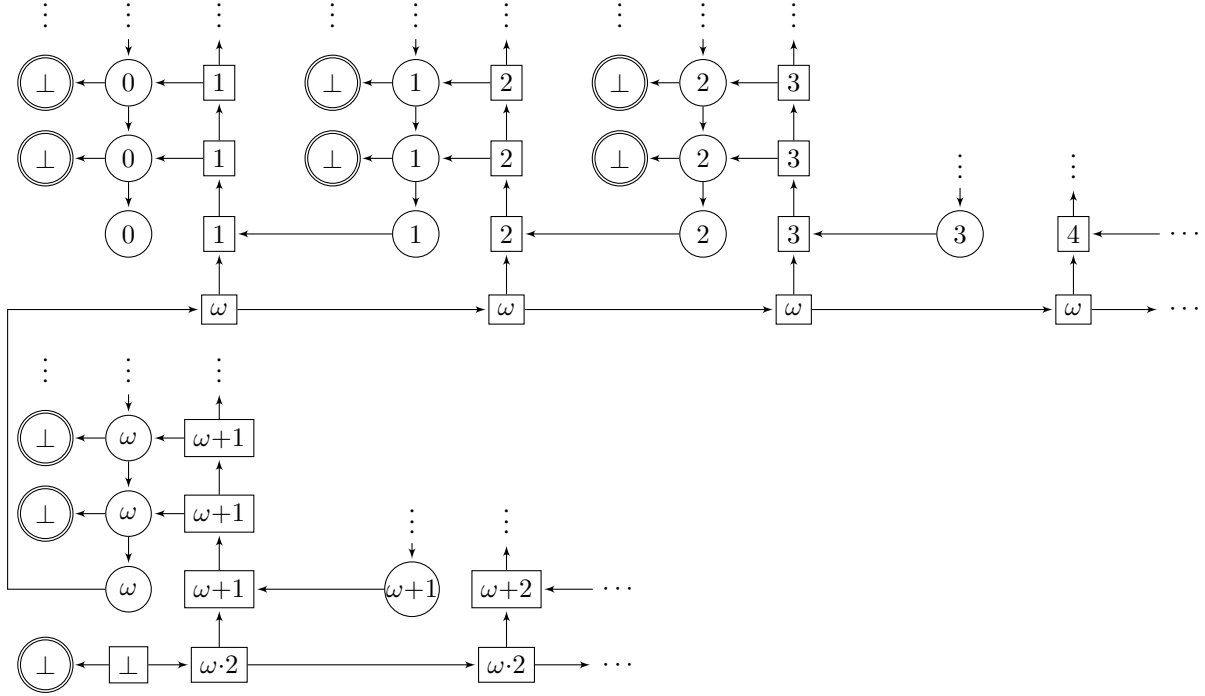 ⋮ ⋮ ⋮ ⋮ ⋮ ⋮ ⋮ ⋮ ⋮
⊥ 0 1 ⊥ 1 2 ⊥ 2 3
⊥ 0 1 ⊥ 1 2 ⊥ 2 3 ⋮ ⋮
0 1 1 2 2 3 3 4 ⋯
ω ω ω ω ⋯
⋮ ⋮ ⋮
⊥ ω ω+1
⊥ ω ω+1 ⋮ ⋮
ω ω+1 ω+1 ω+2 ⋯
⊥ ⊥ ω·2 ω·2 ⋯